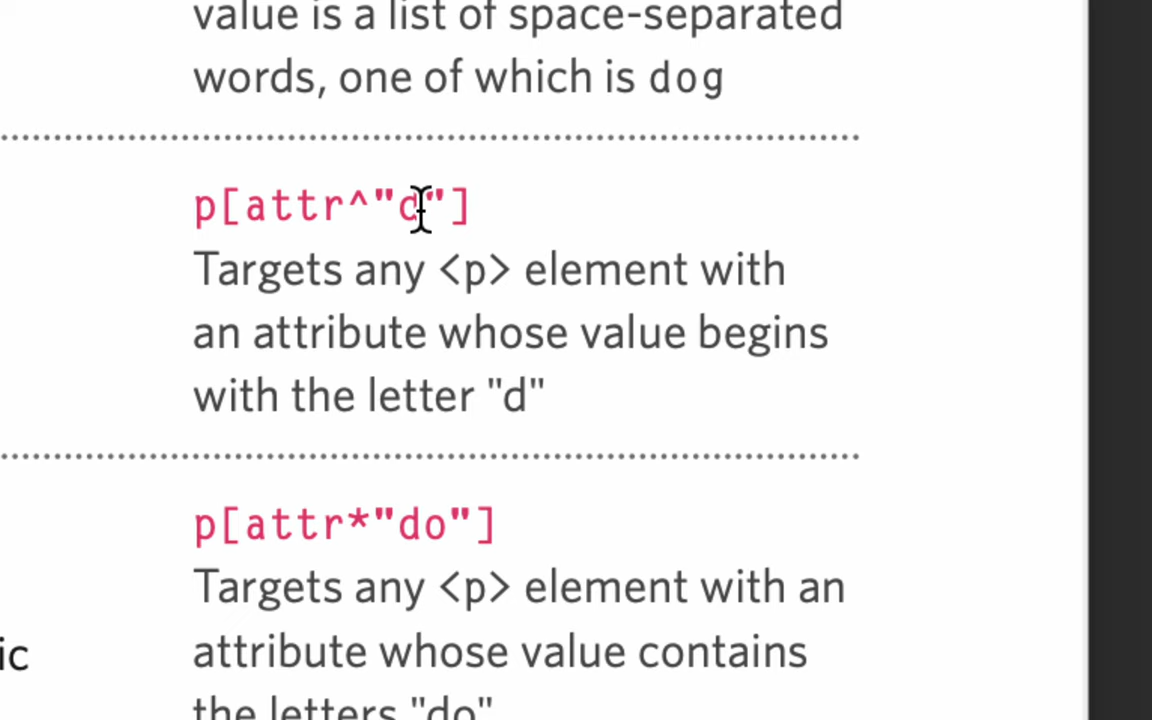 value is a list of space-separated
words, one of which is dog
p[attr^"d"]
Targets any <p> element with
an attribute whose value begins
with the letter "d"
p[attr*"do"]
Targets any <p> element with an
ic
attribute whose value contains
the letters "do"